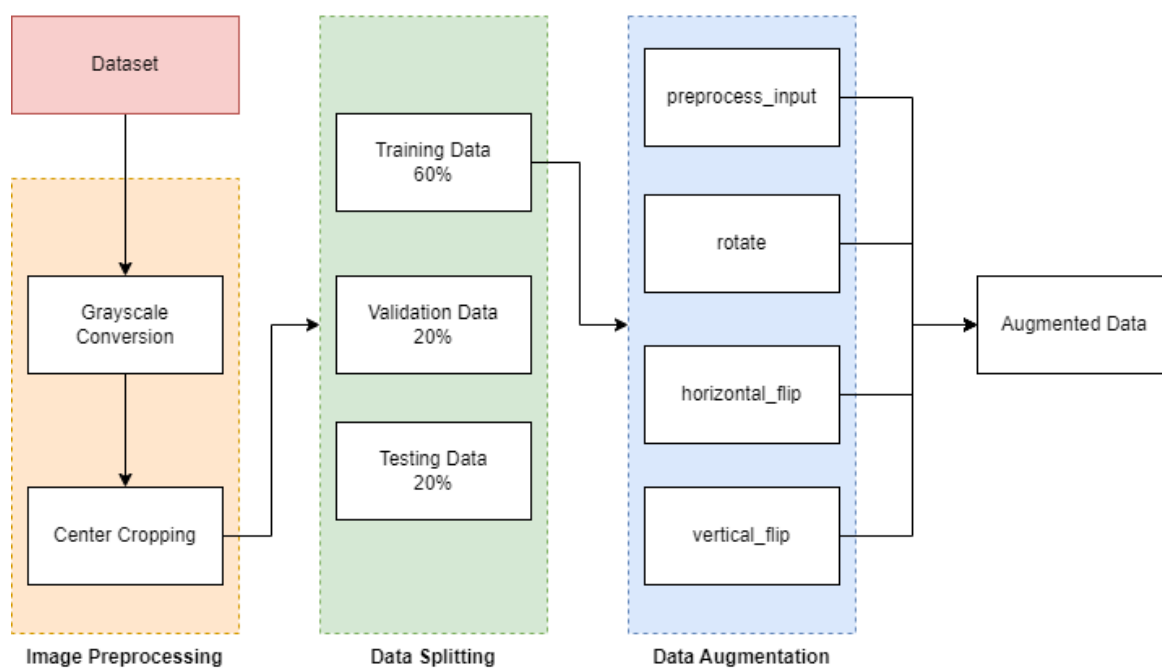 Dataset
Grayscale
Conversion
Center Cropping
Image Preprocessing
Training Data
60%
Validation Data
20%
Testing Data
20%
Data Splitting
preprocess_input
rotate
horizontal_flip
vertical_flip
Data Augmentation
Augmented Data